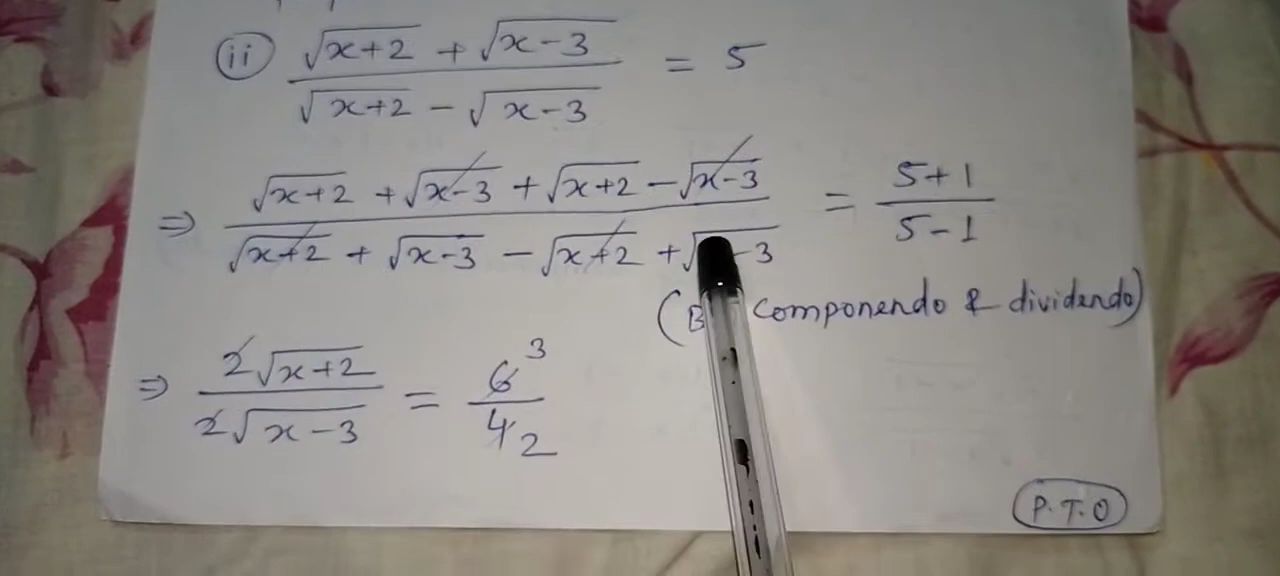 (ii) (√(x+2) + √(x-3)) / (√(x+2) - √(x-3)) = 5
⇒ (√(x+2) + √(x-3) + √(x+2) - √(x-3)) / (√(x+2) + √(x-3) - √(x+2) + √(-3)) = (5+1) / (5-1)
( componendo & dividendo)
⇒ 2√(x+2) / 2√(x-3) = 6 3 / 4 2
P.T.O